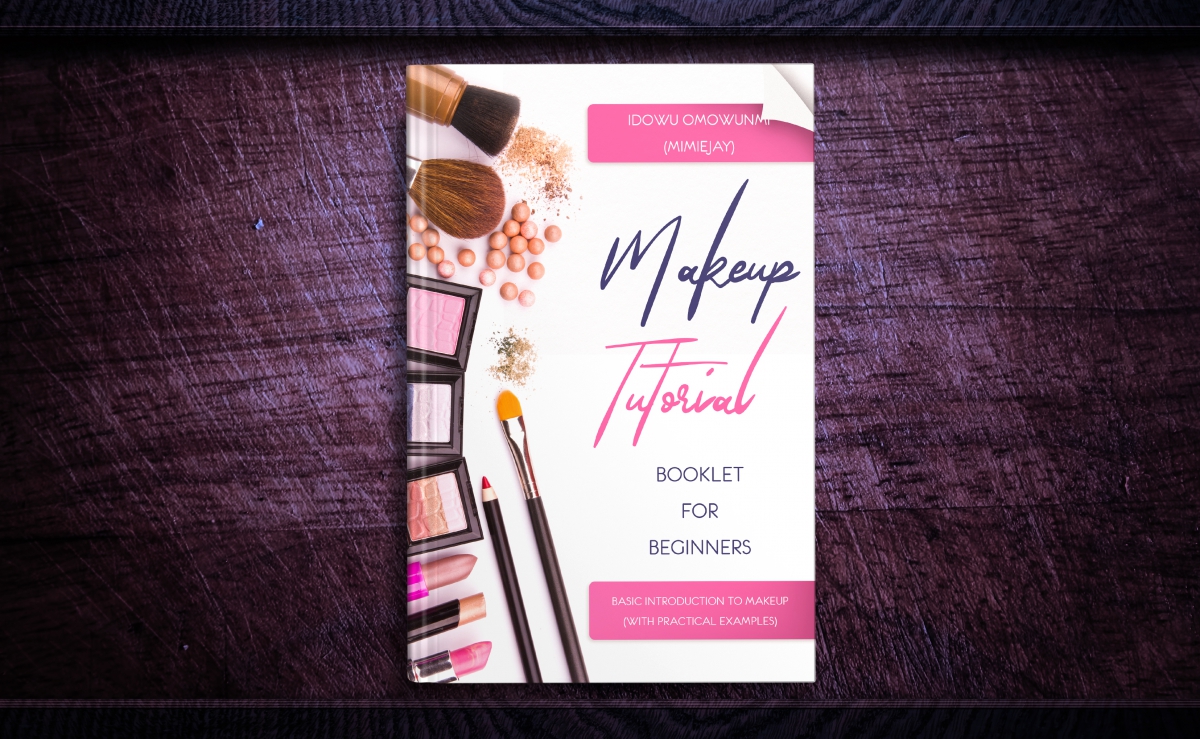 IDOWU OMOWUNMI
(MIMIEJAY)
Makeup
Tutorial
BOOKLET
FOR
BEGINNERS
BASIC INTRODUCTION TO MAKEUP
(WITH PRACTICAL EXAMPLES)